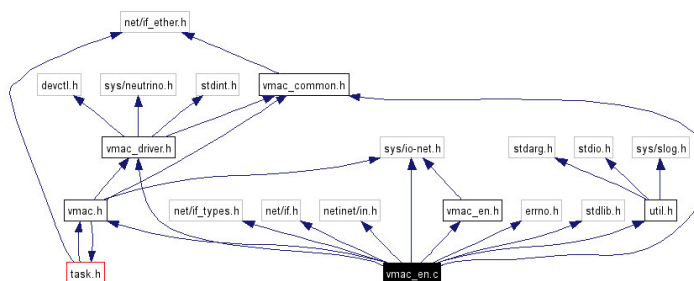 net/if_ether.h
devctl.h
sys/neutrino.h
stdint.h
vmac_common.h
vmac_driver.h
sys/io-net.h
stdarg.h
stdio.h
sys/slog.h
vmac.h
net/if_types.h
net/if.h
netinet/in.h
vmac_en.h
errno.h
stdlib.h
util.h
task.h
vmac_en.c